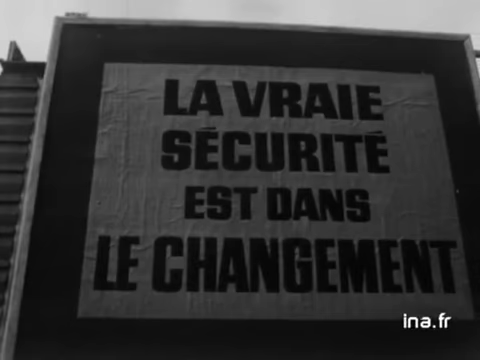 LA VRAIE
SÉCURITÉ
EST DANS
LE CHANGEMENT
ina.fr